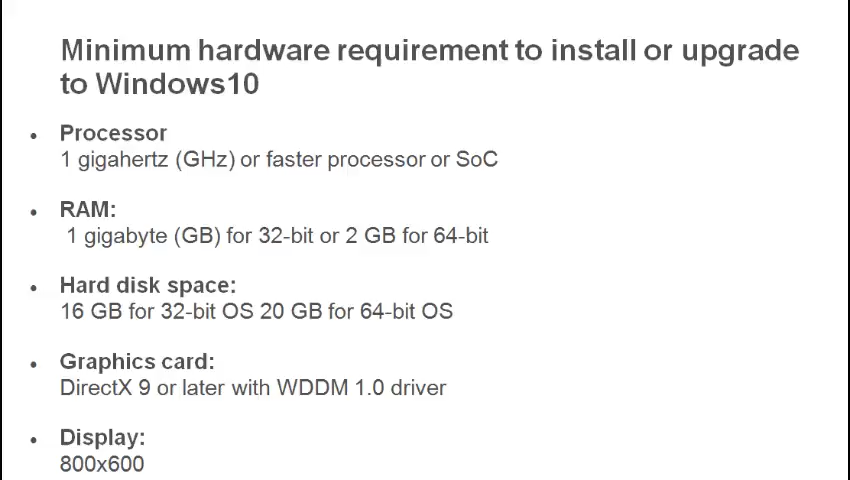 Minimum hardware requirement to install or upgrade
to Windows10
• Processor
1 gigahertz (GHz) or faster processor or SoC
• RAM:
1 gigabyte (GB) for 32-bit or 2 GB for 64-bit
• Hard disk space:
16 GB for 32-bit OS 20 GB for 64-bit OS
• Graphics card:
DirectX 9 or later with WDDM 1.0 driver
• Display:
800x600